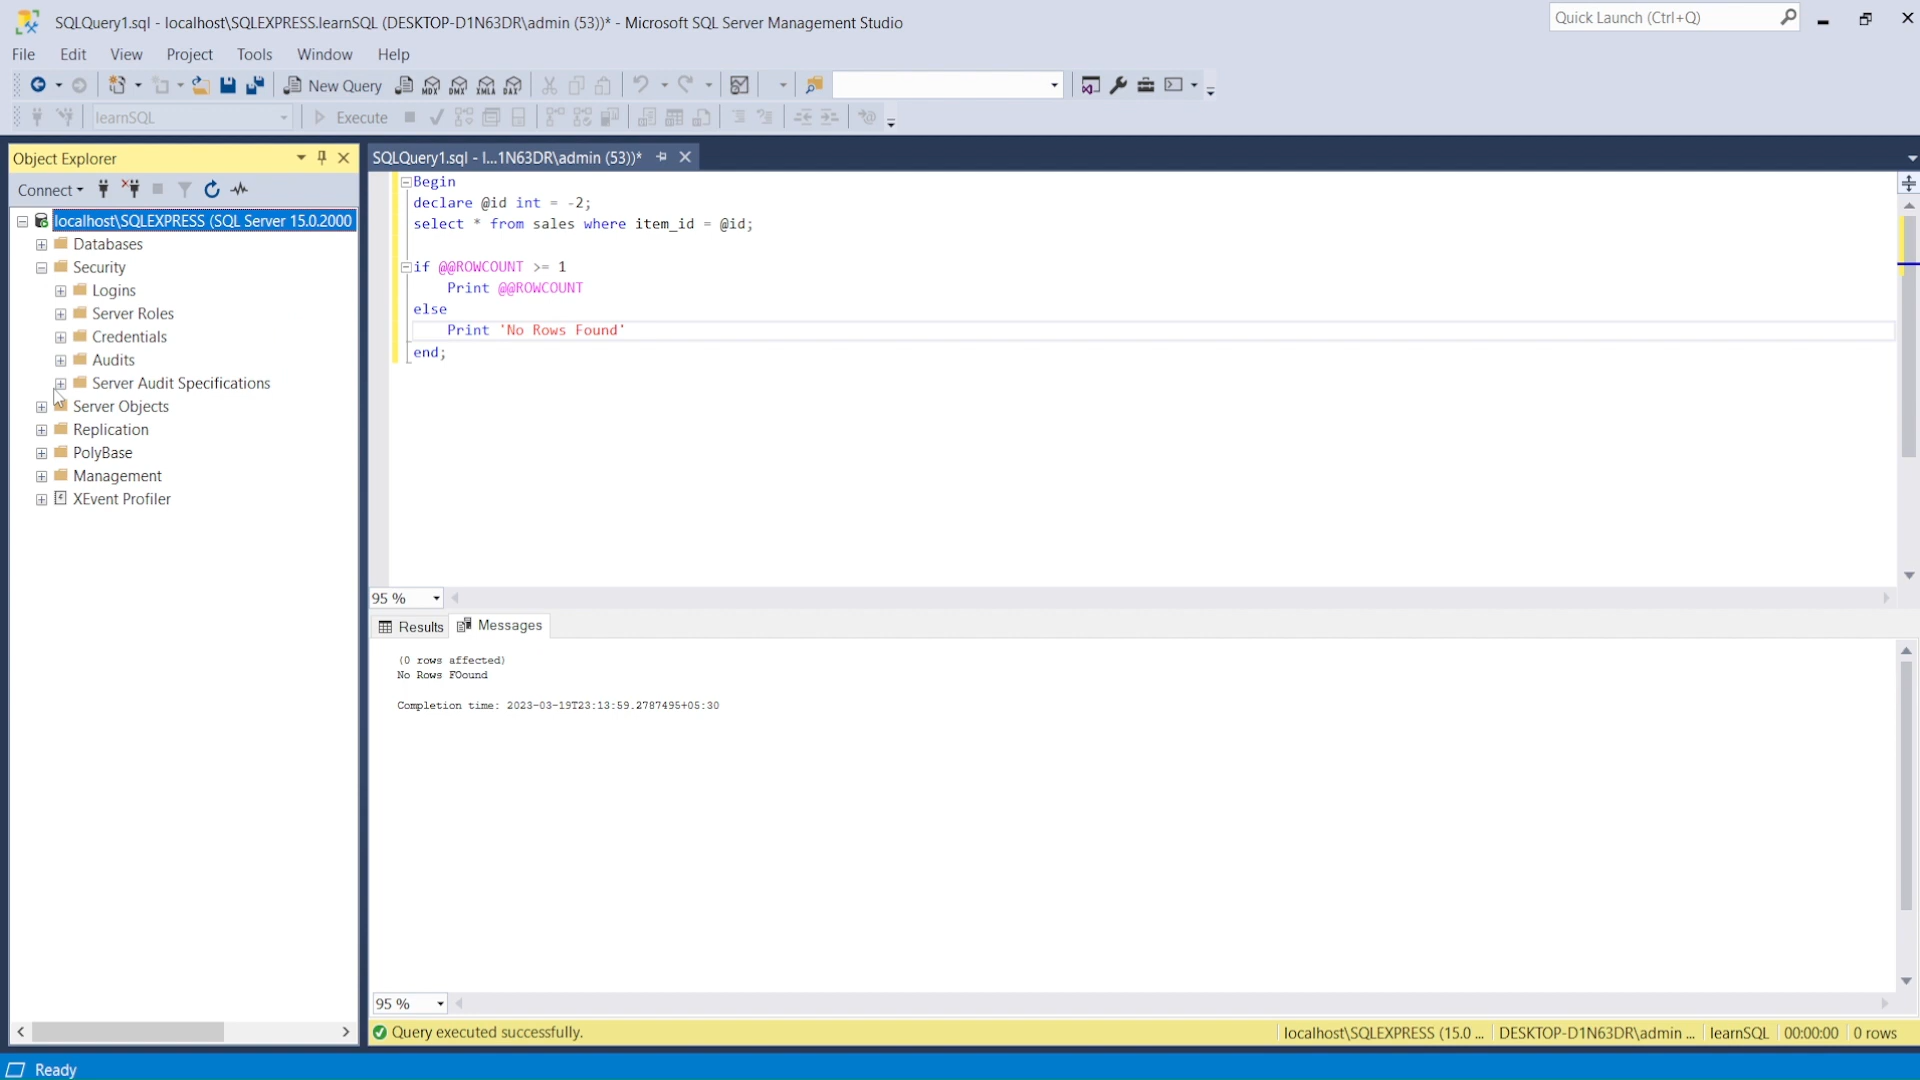 SQLQuery1.sql - localhost\SQLEXPRESS.learnSQL (DESKTOP-D1N63DR\admin (53))* - Microsoft SQL Server Management Studio
Quick Launch (Ctrl+Q)
File Edit View Project Tools Window Help
New Query MDX DMX XMLA DAX
learnSQL Execute
Object Explorer
SQLQuery1.sql - l...1N63DR\admin (53))*
Connect
localhost\SQLEXPRESS (SQL Server 15.0.2000
Databases
Security
Logins
Server Roles
Credentials
Audits
Server Audit Specifications
Server Objects
Replication
PolyBase
Management
XEvent Profiler
Begin
declare @id int = -2;
select * from sales where item_id = @id;
if @@ROWCOUNT >= 1
Print @@ROWCOUNT
else
Print 'No Rows Found'
end;
95 %
Results Messages
(0 rows affected)
No Rows FOound
Completion time: 2023-03-19T23:13:59.2787495+05:30
95 %
Query executed successfully.
localhost\SQLEXPRESS (15.0 ... DESKTOP-D1N63DR\admin ... learnSQL 00:00:00 0 rows
Ready